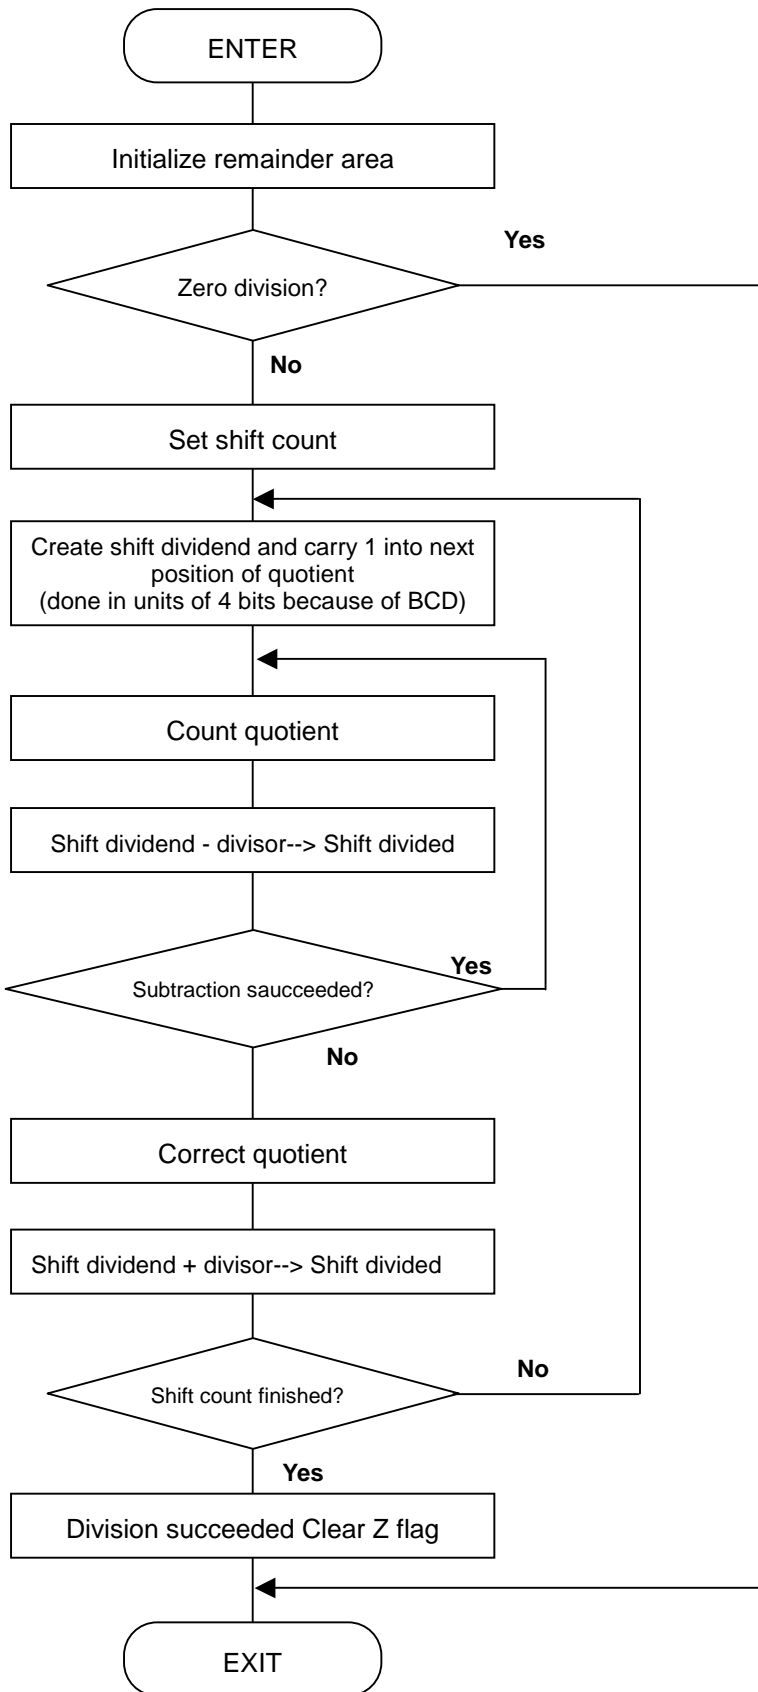 ENTER
Initialize remainder area
Yes
Zero division?
No
Set shift count
Create shift dividend and carry 1 into next
position of quotient
(done in units of 4 bits because of BCD)
Count quotient
Shift dividend - divisor--> Shift divided
Yes
Subtraction saucceeded?
No
Correct quotient
Shift dividend + divisor--> Shift divided
No
Shift count finished?
Yes
Division succeeded Clear Z flag
EXIT